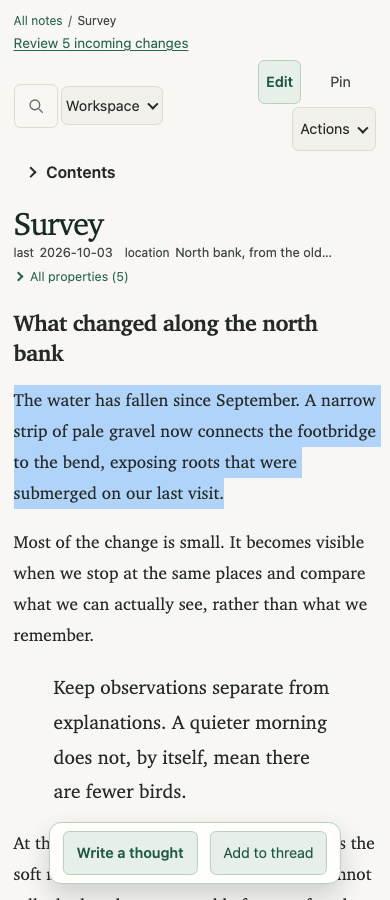 All notes / Survey
Review 5 incoming changes
Edit
Pin
Workspace
Actions
Contents
Survey
last 2026-10-03 location North bank, from the old…
All properties (5)
What changed along the north
bank
The water has fallen since September. A narrow
strip of pale gravel now connects the footbridge
to the bend, exposing roots that were
submerged on our last visit.
Most of the change is small. It becomes visible
when we stop at the same places and compare
what we can actually see, rather than what we
remember.
Keep observations separate from
explanations. A quieter morning
does not, by itself, mean there
are fewer birds.
At
the
Write a thought
Add to thread
soft